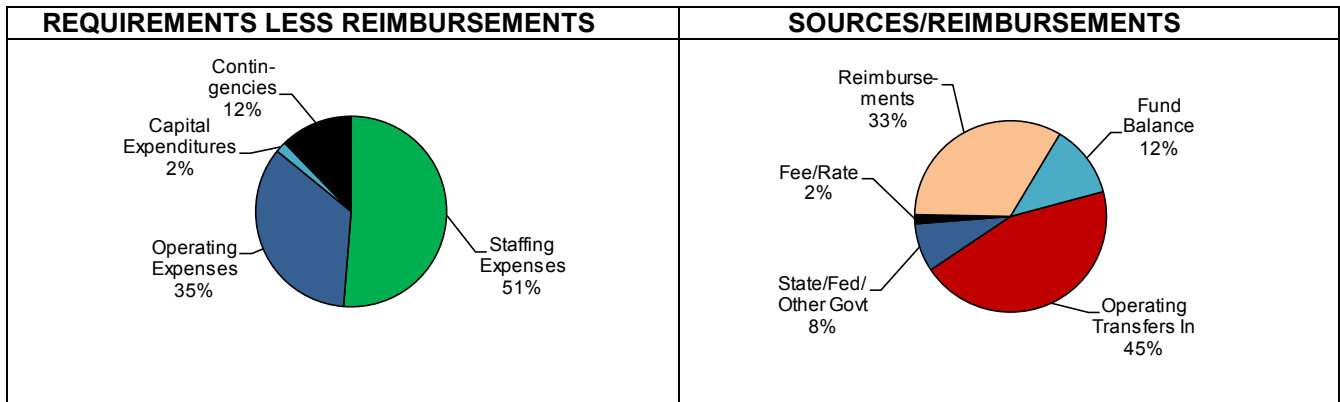 REQUIREMENTS LESS REIMBURSEMENTS
Contin-
gencies
12%
Capital
Expenditures
2%
Operating
Expenses
35%
Staffing
Expenses
51%
SOURCES/REIMBURSEMENTS
Reimburse-
ments
33%
Fund
Balance
12%
Fee/Rate
2%
State/Fed/
Other Govt
8%
Operating
Transfers In
45%